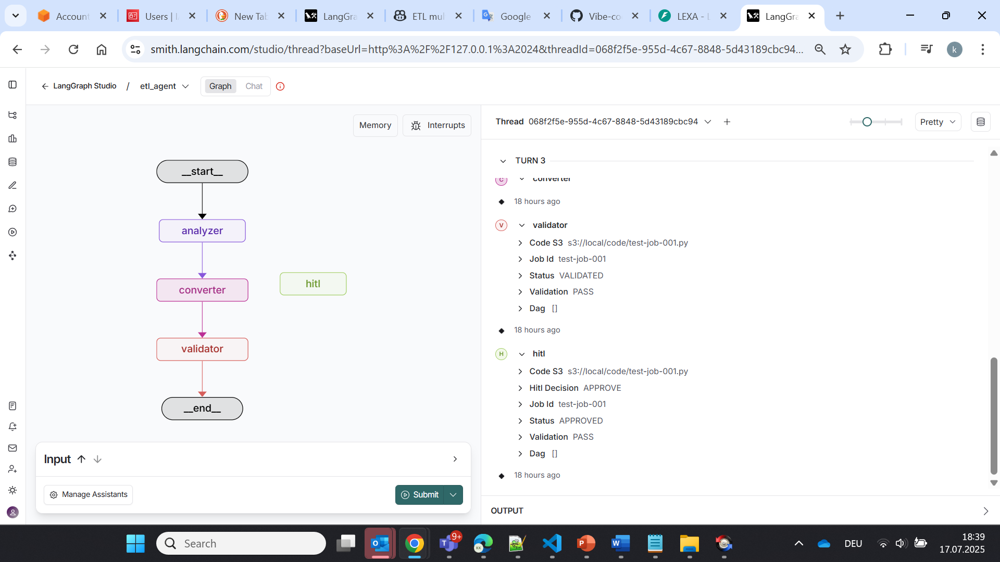 Account
Users |
New Tab
LangGra
ETL mul
Google
Vibe-co
LEXA - L
LangGra
smith.langchain.com/studio/thread?baseUrl=http%3A%2F%2F127.0.0.1%3A2024&threadId=068f2f5e-955d-4c67-8848-5d43189cbc94...
k
LangGraph Studio / etl_agent
Graph Chat
Memory
Interrupts
__start__
analyzer
converter
hitl
validator
__end__
Input
Manage Assistants
Submit
Thread 068f2f5e-955d-4c67-8848-5d43189cbc94
Pretty
TURN 3
C converter
18 hours ago
V validator
Code S3 s3://local/code/test-job-001.py
Job Id test-job-001
Status VALIDATED
Validation PASS
Dag []
18 hours ago
H hitl
Code S3 s3://local/code/test-job-001.py
Hitl Decision APPROVE
Job Id test-job-001
Status APPROVED
Validation PASS
Dag []
18 hours ago
OUTPUT
Search
9+
KK
DEU
18:39
17.07.2025